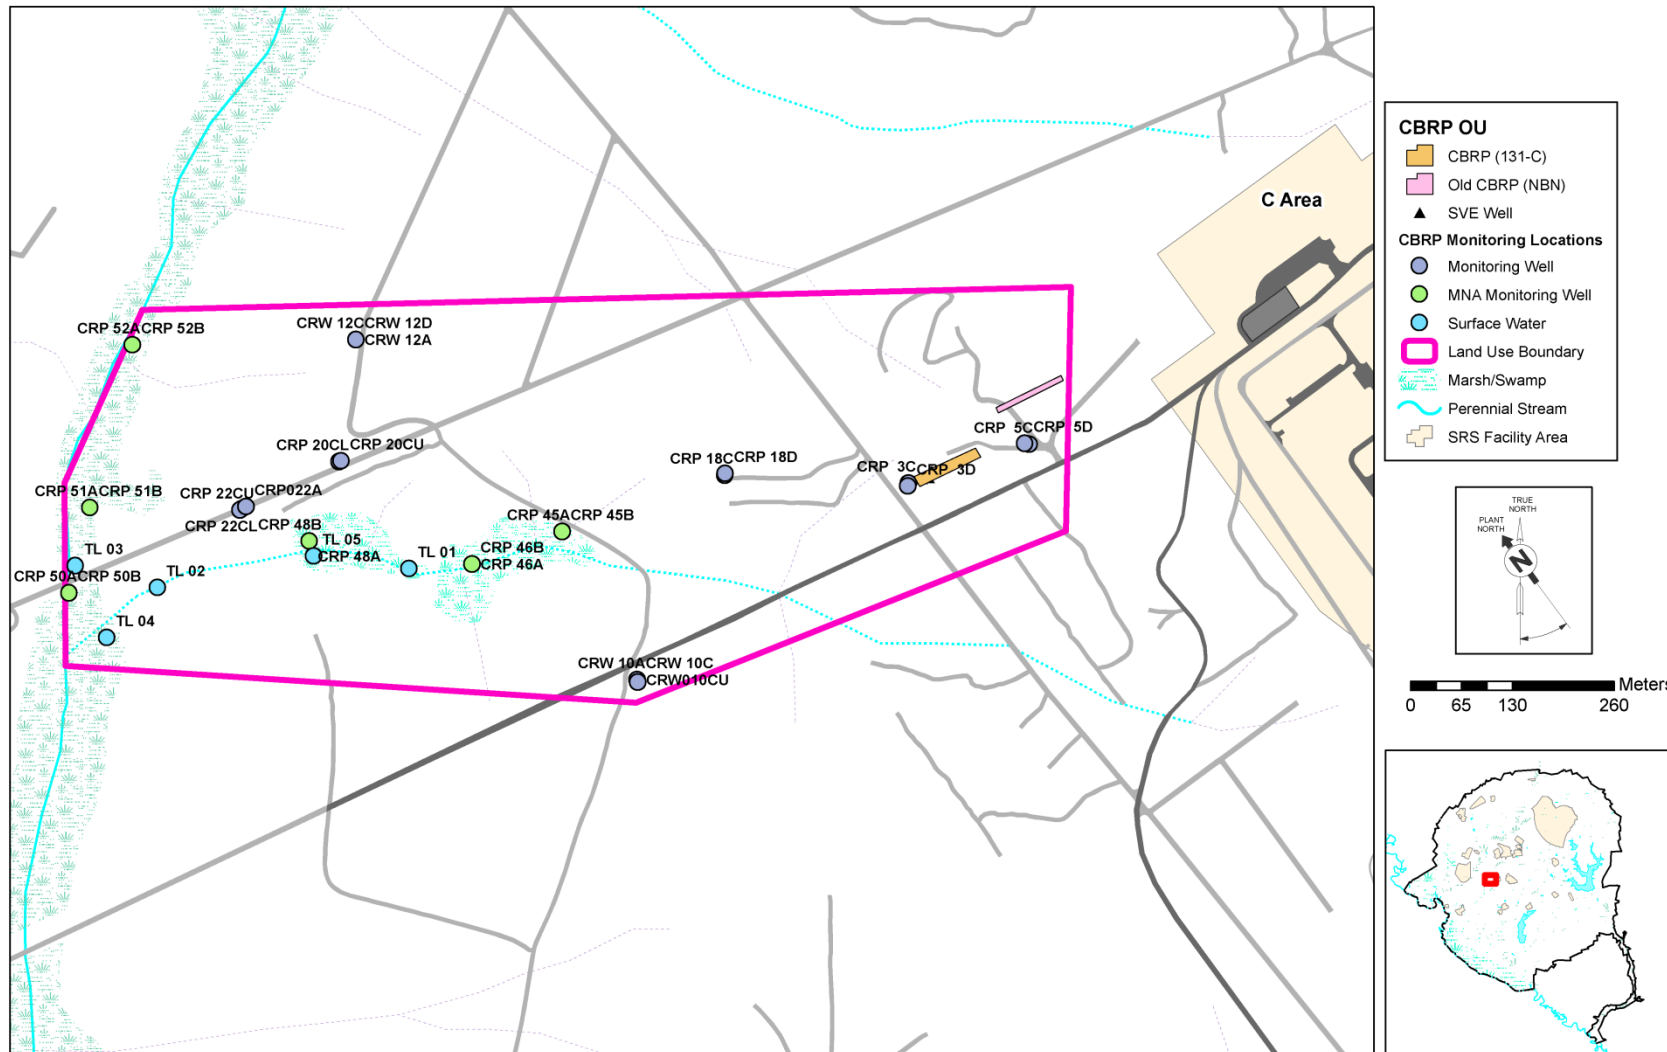 C Area
CRP 52ACRP 52B
CRW 12CCRW 12D
CRW 12A
CRP 20CLCRP 20CU
CRP 5CCRP 5D
CRP 18CCRP 18D
CRP 3CCRP 3D
CRP 51ACRP 51B
CRP 22CU
CRP022A
CRP 22CL
CRP 48B
CRP 45ACRP 45B
TL 05
CRP 48A
TL 01
CRP 46B
CRP 46A
TL 03
CRP 50ACRP 50B
TL 02
TL 04
CRW 10ACRW 10C
CRW010CU
CBRP OU
CBRP (131-C)
Old CBRP (NBN)
SVE Well
CBRP Monitoring Locations
Monitoring Well
MNA Monitoring Well
Surface Water
Land Use Boundary
Marsh/Swamp
Perennial Stream
SRS Facility Area
TRUE
NORTH
PLANT
NORTH
N
Meters
0 65 130 260